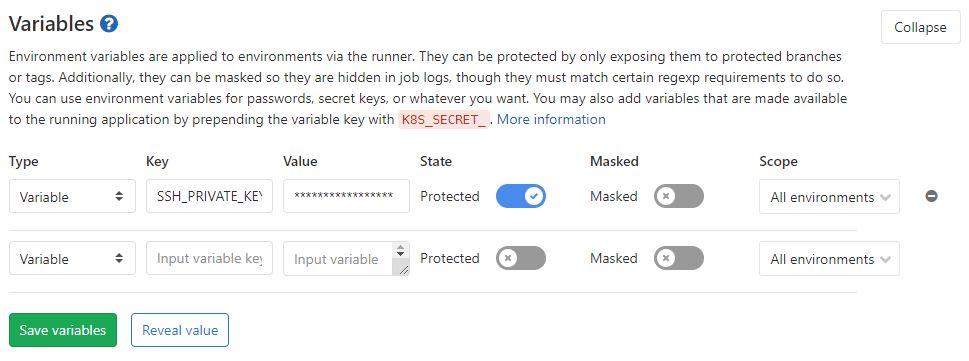 Variables ?
Collapse
Environment variables are applied to environments via the runner. They can be protected by only exposing them to protected branches
or tags. Additionally, they can be masked so they are hidden in job logs, though they must match certain regexp requirements to do so.
You can use environment variables for passwords, secret keys, or whatever you want. You may also add variables that are made available
to the running application by prepending the variable key with K8S_SECRET_. More information
Type Key Value State Masked Scope
Variable SSH_PRIVATE_KEY ***************** Protected Masked All environments
Variable Input variable key Input variable Protected Masked All environments
Save variables Reveal value